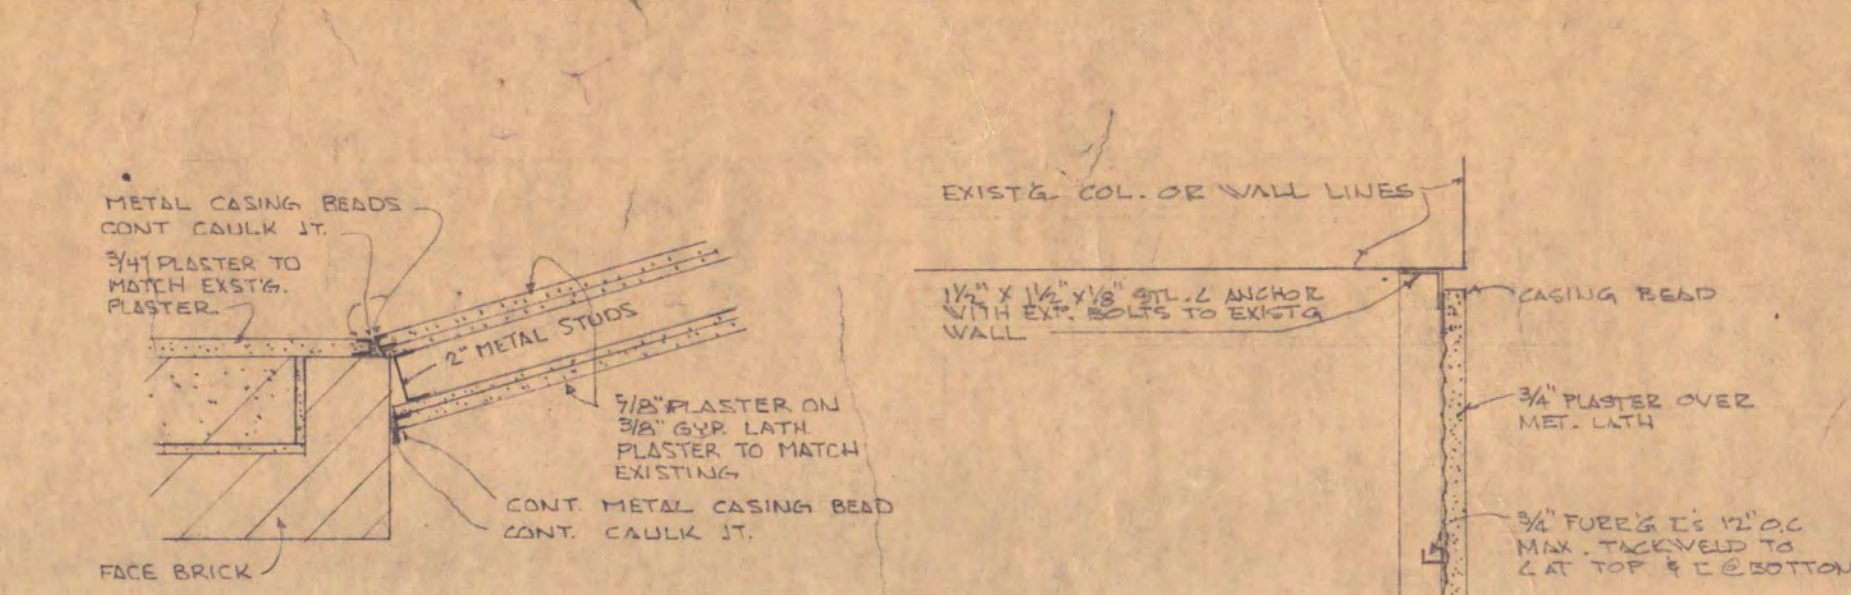 METAL CASING BEADS
CONT CAULK JT.
3/4" PLASTER TO
MATCH EXST'G.
PLASTER.
2" METAL STUDS
5/8" PLASTER ON
3/8" GYP. LATH
PLASTER TO MATCH
EXISTING
CONT. METAL CASING BEAD
CONT. CAULK JT.
FACE BRICK
EXIST'G. COL. OR WALL LINES
1 1/2" X 1 1/2" X 1/8" STL. L ANCHOR
WITH EXP. BOLTS TO EXIST'G
WALL
CASING BEAD
3/4" PLASTER OVER
MET. LATH
3/4" FURR'G [S 12" O.C
MAX. TACKWELD TO
L AT TOP & [ @ BOTTOM